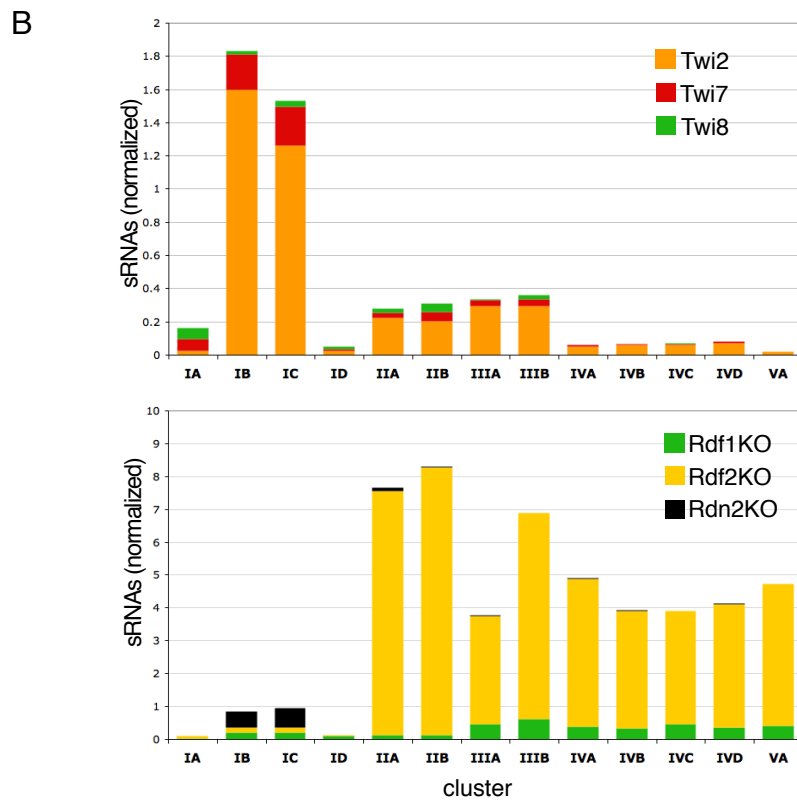 B
sRNAs (normalized)
2
1.8
1.6
1.4
1.2
1
0.8
0.6
0.4
0.2
0
Twi2
Twi7
Twi8
IA IB IC ID IIA IIB IIIA IIIB IVA IVB IVC IVD VA
sRNAs (normalized)
10
9
8
7
6
5
4
3
2
1
0
Rdf1KO
Rdf2KO
Rdn2KO
IA IB IC ID IIA IIB IIIA IIIB IVA IVB IVC IVD VA
cluster